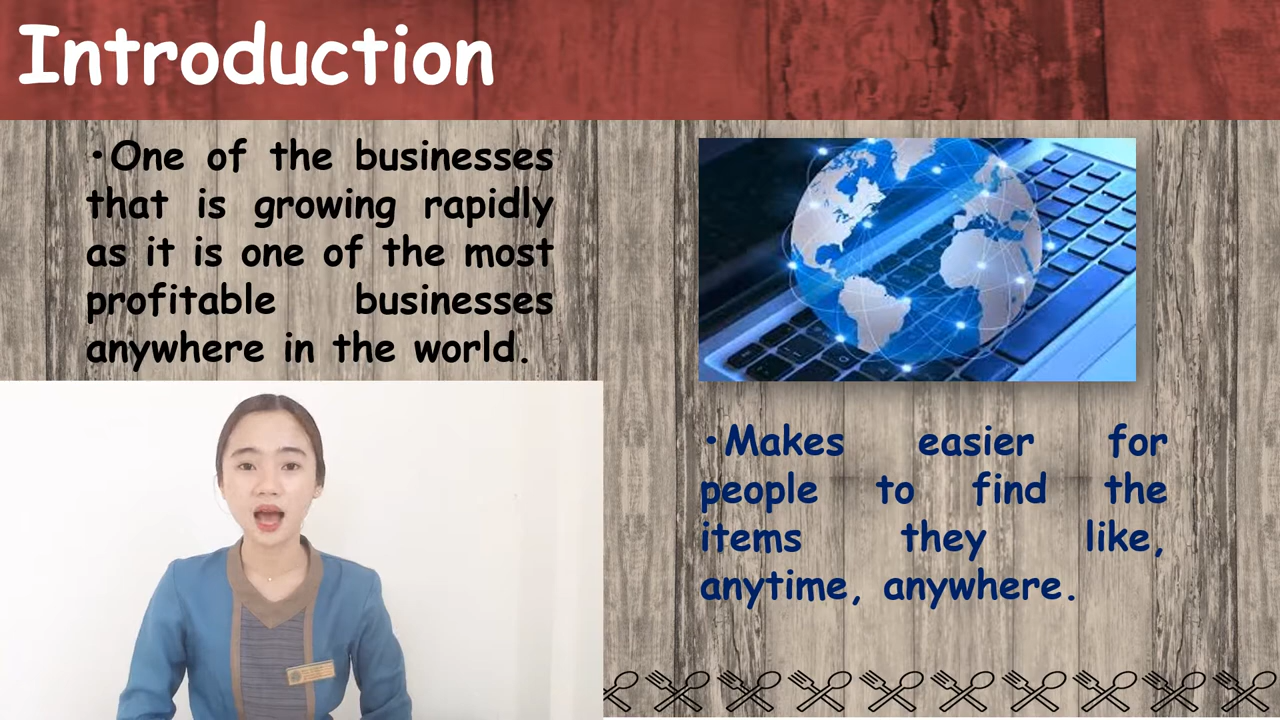 Introduction
•One of the businesses
that is growing rapidly
as it is one of the most
profitable businesses
anywhere in the world.
•Makes easier for
people to find the
items they like,
anytime, anywhere.